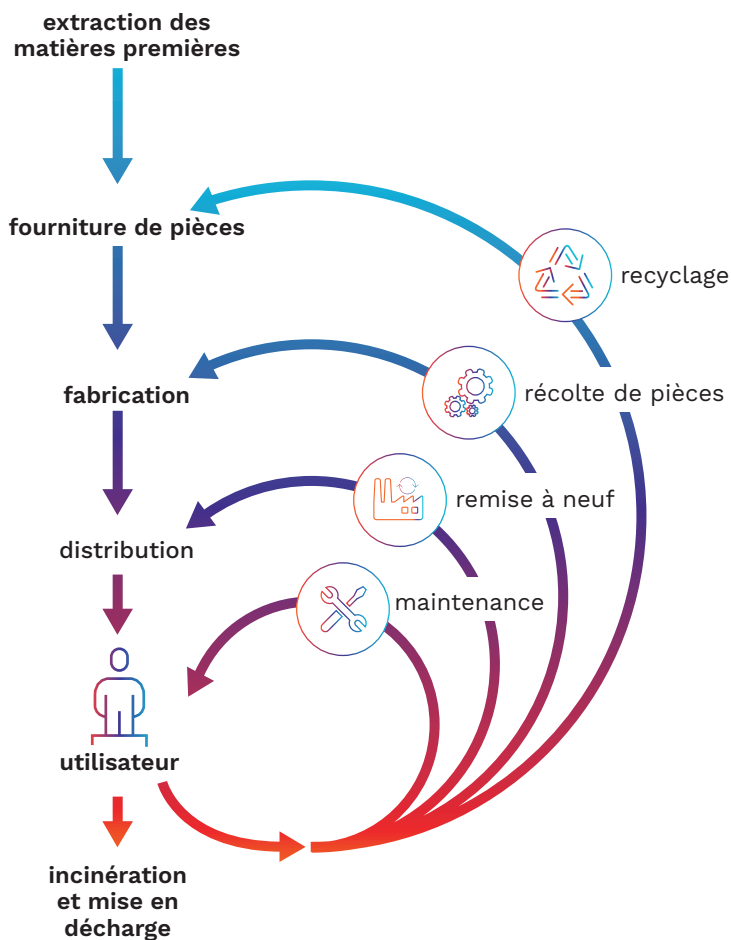 extraction des
matières premières
fourniture de pièces
recyclage
fabrication
récolte de pièces
remise à neuf
distribution
maintenance
utilisateur
incinération
et mise en
décharge